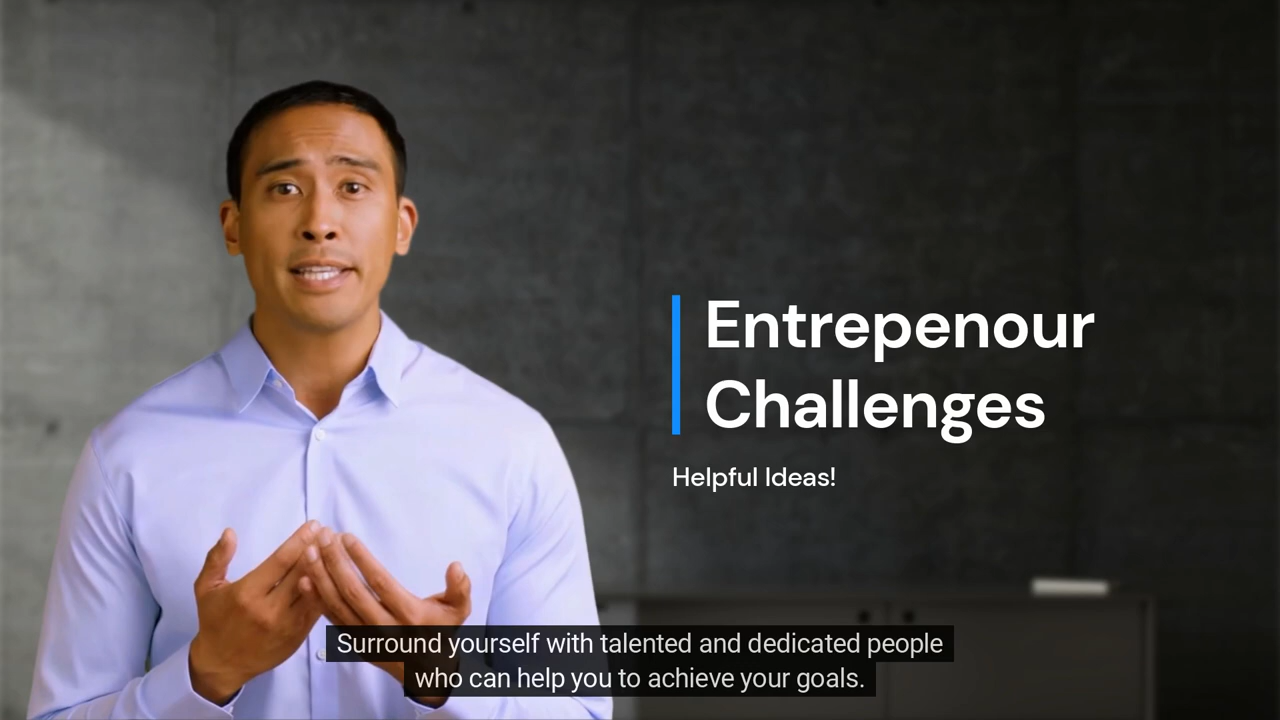 Entrepenour
Challenges
Helpful Ideas!
Surround yourself with talented and dedicated people
who can help you to achieve your goals.